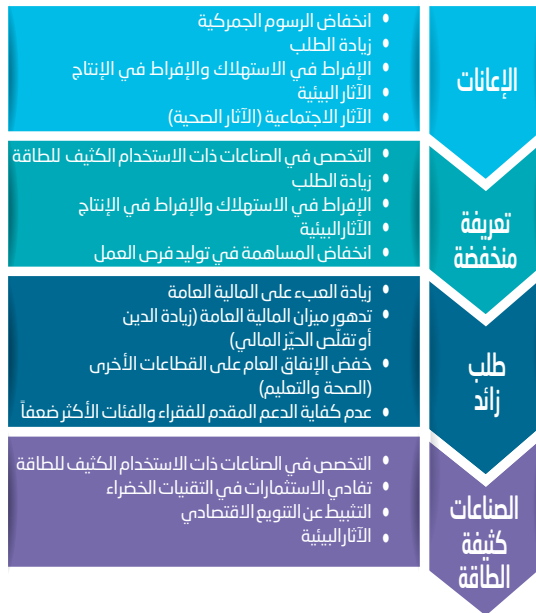 الإعانات
• انخفاض الرسوم الجمركية
• زيادة الطلب
• الإفراط في الاستهلاك والإفراط في الإنتاج
• الآثار البيئية
• الآثار الاجتماعية (الآثار الصحية)
تعريفة
منخفضة
• التخصص في الصناعات ذات الاستخدام الكثيف للطاقة
• زيادة الطلب
• الإفراط في الاستهلاك والإفراط في الإنتاج
• الآثارالبيئية
• انخفاض المساهمة في توليد فرص العمل
طلب
زائد
• زيادة العبء على المالية العامة
• تدهور ميزان المالية العامة (زيادة الدين
أو تقلّص الحيّز المالي)
• خفض الإنفاق العام على القطاعات الأخرى
(الصحة والتعليم)
• عدم كفاية الدعم المقدم للفقراء والفئات الأكثر ضعفاً
الصناعات
كثيفة
الطاقة
• التخصص في الصناعات ذات الاستخدام الكثيف للطاقة
• تفادي الاستثمارات في التقنيات الخضراء
• التثبيط عن التنويع الاقتصادي
• الآثارالبيئية